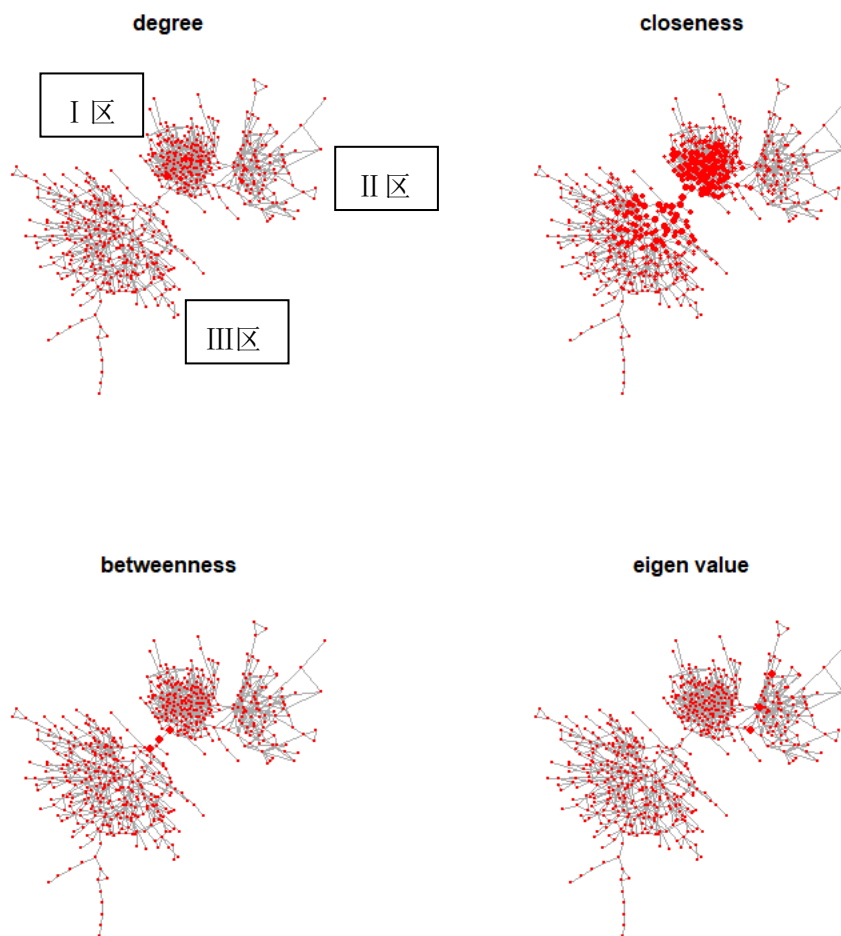 degree
closeness
Ⅰ区
Ⅱ区
Ⅲ区
betweenness
eigen value